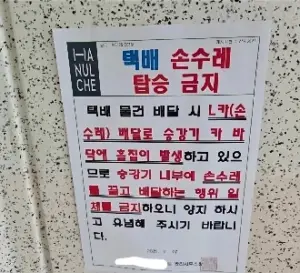 HA
NUL
CHE
택배 손수레
탑승 금지
택배 물건 배달 시 L카(손
수레) 배달로 승강기 카 바
닥에 흠집이 발생하고 있으
므로 승강기 내부에 손수레
를 끌고 배달하는 행위 일
체를 금지하오니 잉지 하시
고 유념해 주시기 바랍니
다.